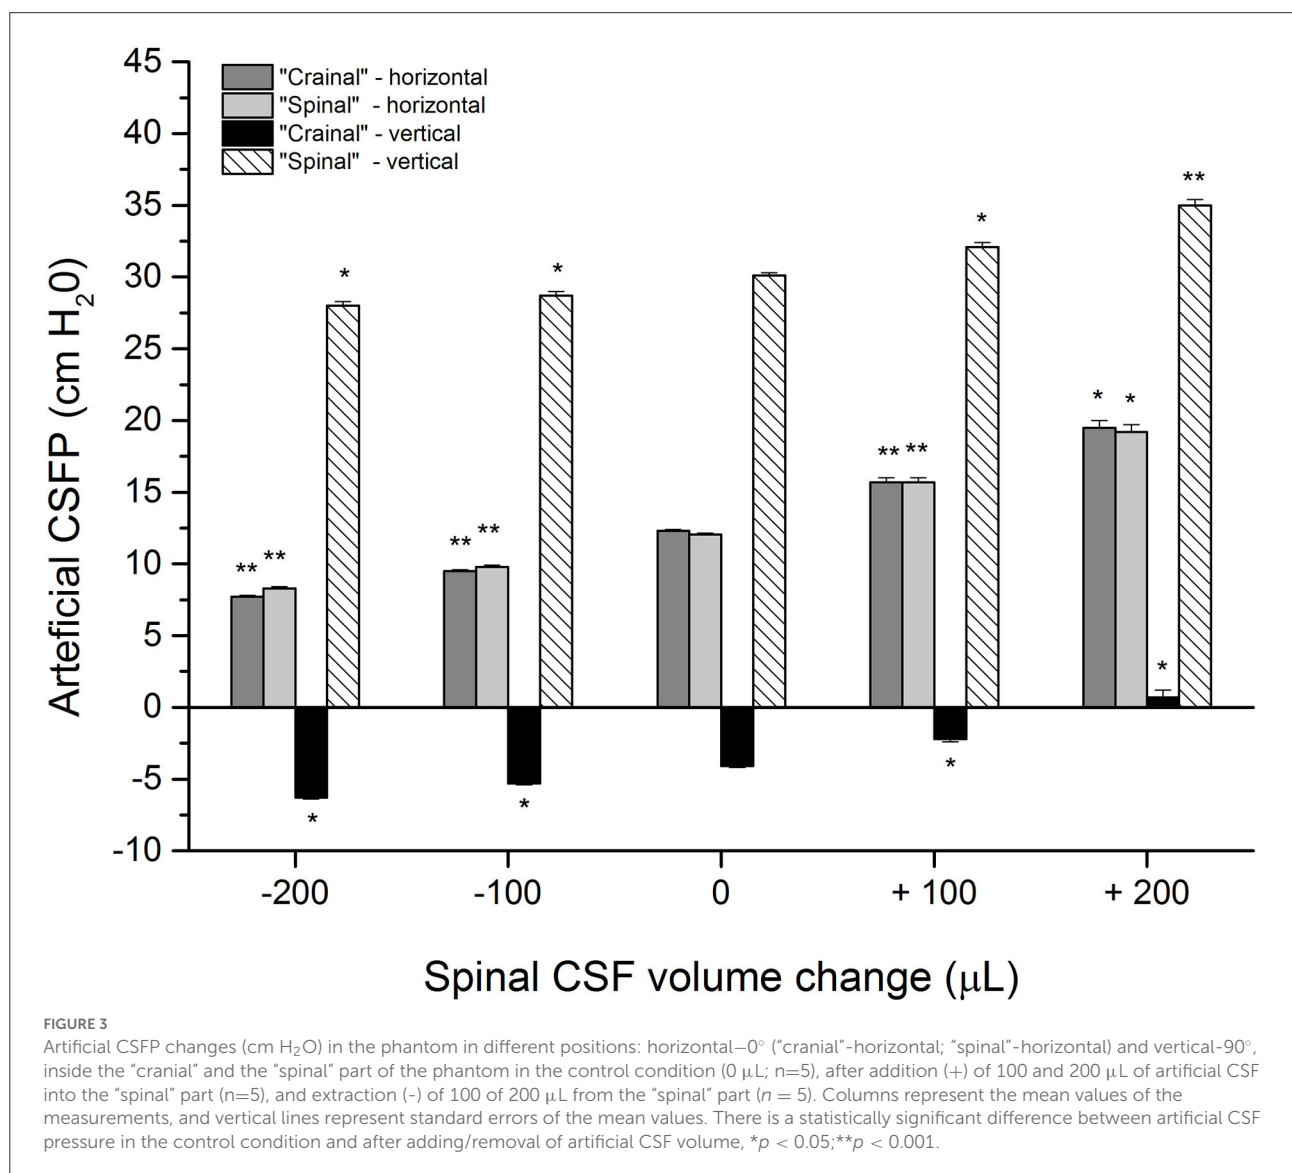 45
40
35
30
25
20
15
10
5
0
-5
-10
Arteficial CSFP (cm H₂0)
"Crainal" - horizontal
"Spinal" - horizontal
"Crainal" - vertical
"Spinal" - vertical
** ** * *
** ** * *
** ** * *
* * * **
-200 -100 0 + 100 + 200
Spinal CSF volume change (μL)
FIGURE 3
Artificial CSFP changes (cm H₂O) in the phantom in different positions: horizontal—0° ("cranial"-horizontal; "spinal"-horizontal) and vertical-90°,
inside the "cranial" and the "spinal" part of the phantom in the control condition (0 μL; n=5), after addition (+) of 100 and 200 μL of artificial CSF
into the "spinal" part (n=5), and extraction (-) of 100 of 200 μL from the "spinal" part (n = 5). Columns represent the mean values of the
measurements, and vertical lines represent standard errors of the mean values. There is a statistically significant difference between artificial CSF
pressure in the control condition and after adding/removal of artificial CSF volume, *p < 0.05;**p < 0.001.